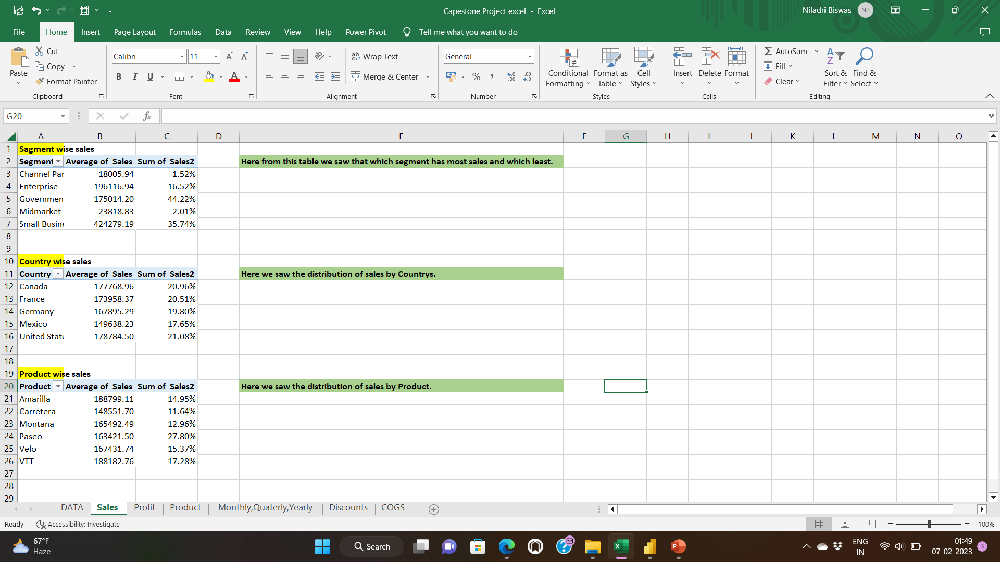 Capestone Project excel - Excel
Niladri Biswas NB
File Home Insert Page Layout Formulas Data Review View Help Power Pivot Tell me what you want to do
Paste
Cut
Copy
Format Painter
Clipboard
Calibri 11
B I U
Font
Wrap Text
Merge & Center
Alignment
General
Number
Conditional Formatting
Format as Table
Cell Styles
Styles
Insert Delete Format
Cells
AutoSum
Fill
Clear
Sort & Filter
Find & Select
Editing
G20
fx
A B C D E F G H I J K L M N O
1 Sagment wise sales
2 Segment Average of Sales Sum of Sales2 Here from this table we saw that which segment has most sales and which least.
3 Channel Par 18005.94 1.52%
4 Enterprise 196116.94 16.52%
5 Governmen 175014.20 44.22%
6 Midmarket 23818.83 2.01%
7 Small Busine 424279.19 35.74%
8
9
10 Country wise sales
11 Country Average of Sales Sum of Sales2 Here we saw the distribution of sales by Countrys.
12 Canada 177768.96 20.96%
13 France 173958.37 20.51%
14 Germany 167895.29 19.80%
15 Mexico 149638.23 17.65%
16 United State 178784.50 21.08%
17
18
19 Product wise sales
20 Product Average of Sales Sum of Sales2 Here we saw the distribution of sales by Product.
21 Amarilla 188799.11 14.95%
22 Carretera 148551.70 11.64%
23 Montana 165492.49 12.96%
24 Paseo 163421.50 27.80%
25 Velo 167431.74 15.37%
26 VTT 188182.76 17.28%
27
28
29
DATA Sales Profit Product Monthly,Quaterly,Yearly Discounts COGS
Ready Accessibility: Investigate 100%
67°F
Haze
Search
ENG
IN
01:49
07-02-2023
3